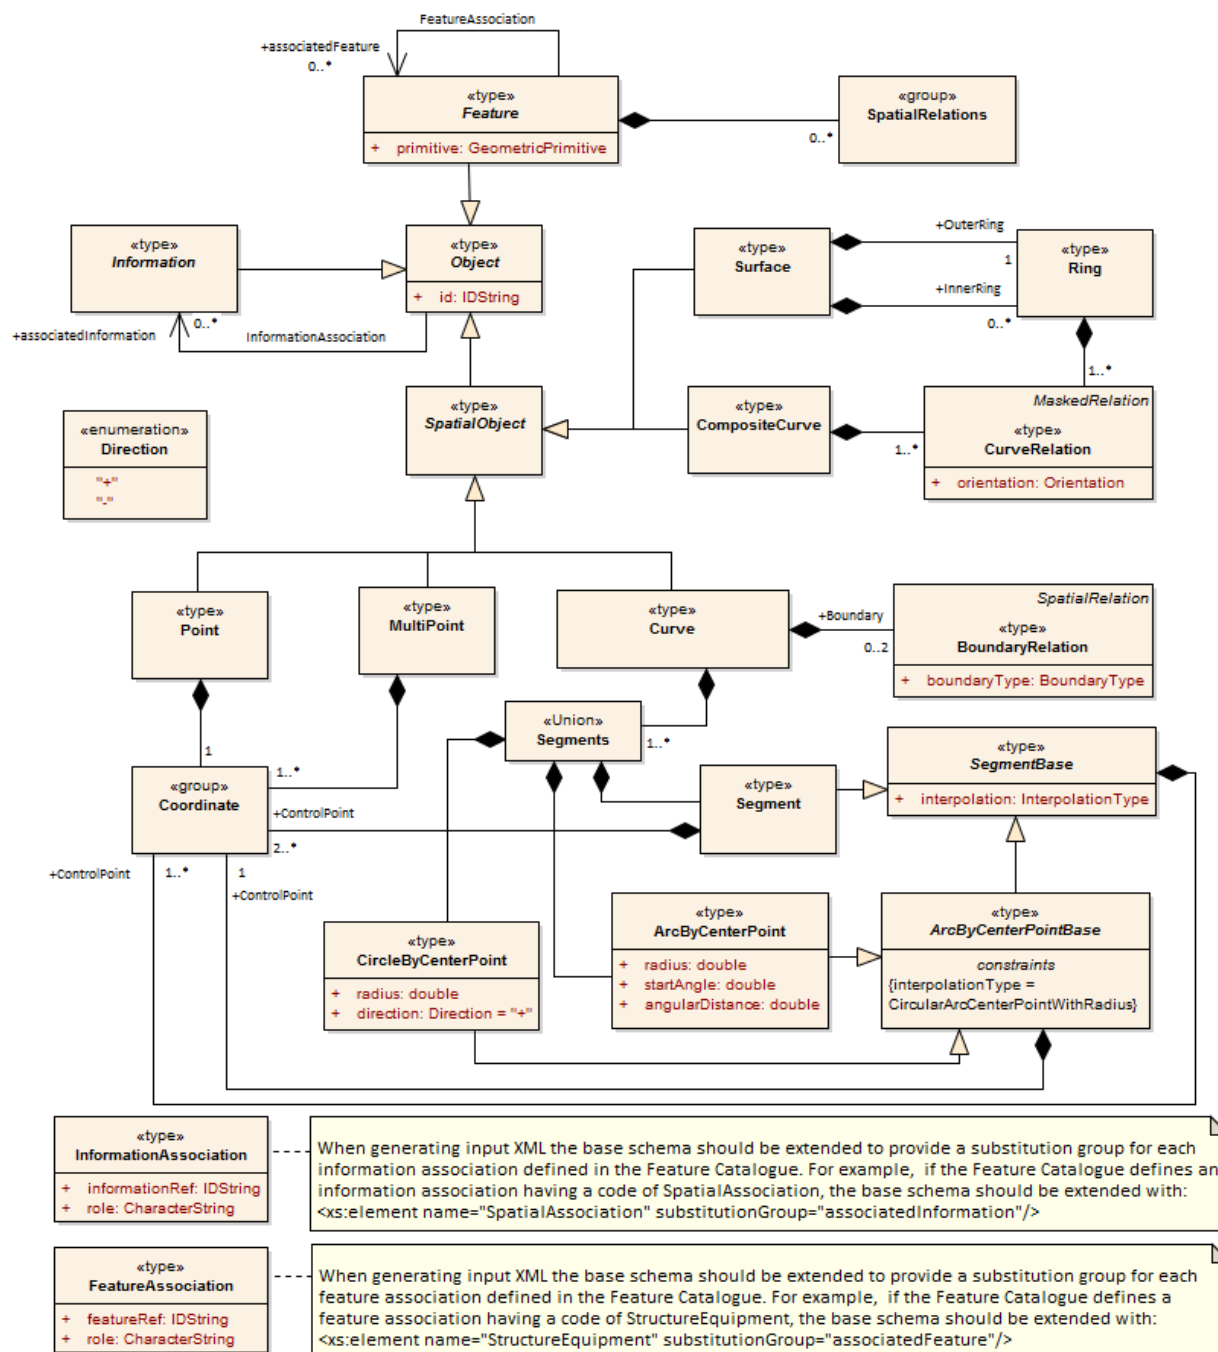 FeatureAssociation
+associatedFeature
0..*
«type»
Feature
+ primitive: GeometricPrimitive
«group»
SpatialRelations
0..*
«type»
Information
0..*
+associatedInformation
InformationAssociation
«type»
Object
+ id: IDString
«type»
Surface
+OuterRing
1
+InnerRing
0..*
«type»
Ring
1..*
«enumeration»
Direction
"+"
"-"
«type»
SpatialObject
«type»
CompositeCurve
1..*
MaskedRelation
«type»
CurveRelation
+ orientation: Orientation
«type»
Point
«type»
MultiPoint
«type»
Curve
+Boundary
0..2
SpatialRelation
«type»
BoundaryRelation
+ boundaryType: BoundaryType
1
1..*
«Union»
Segments
1..*
«group»
Coordinate
+ControlPoint
2..*
«type»
Segment
«type»
SegmentBase
+ interpolation: InterpolationType
+ControlPoint
1..*
1
+ControlPoint
«type»
CircleByCenterPoint
+ radius: double
+ direction: Direction = "+"
«type»
ArcByCenterPoint
+ radius: double
+ startAngle: double
+ angularDistance: double
«type»
ArcByCenterPointBase
constraints
{interpolationType =
CircularArcCenterPointWithRadius}
«type»
InformationAssociation
+ informationRef: IDString
+ role: CharacterString
When generating input XML the base schema should be extended to provide a substitution group for each
information association defined in the Feature Catalogue. For example, if the Feature Catalogue defines an
information association having a code of SpatialAssociation, the base schema should be extended with:
<xs:element name="SpatialAssociation" substitutionGroup="associatedInformation"/>
«type»
FeatureAssociation
+ featureRef: IDString
+ role: CharacterString
When generating input XML the base schema should be extended to provide a substitution group for each
feature association defined in the Feature Catalogue. For example, if the Feature Catalogue defines a
feature association having a code of StructureEquipment, the base schema should be extended with:
<xs:element name="StructureEquipment" substitutionGroup="associatedFeature"/>